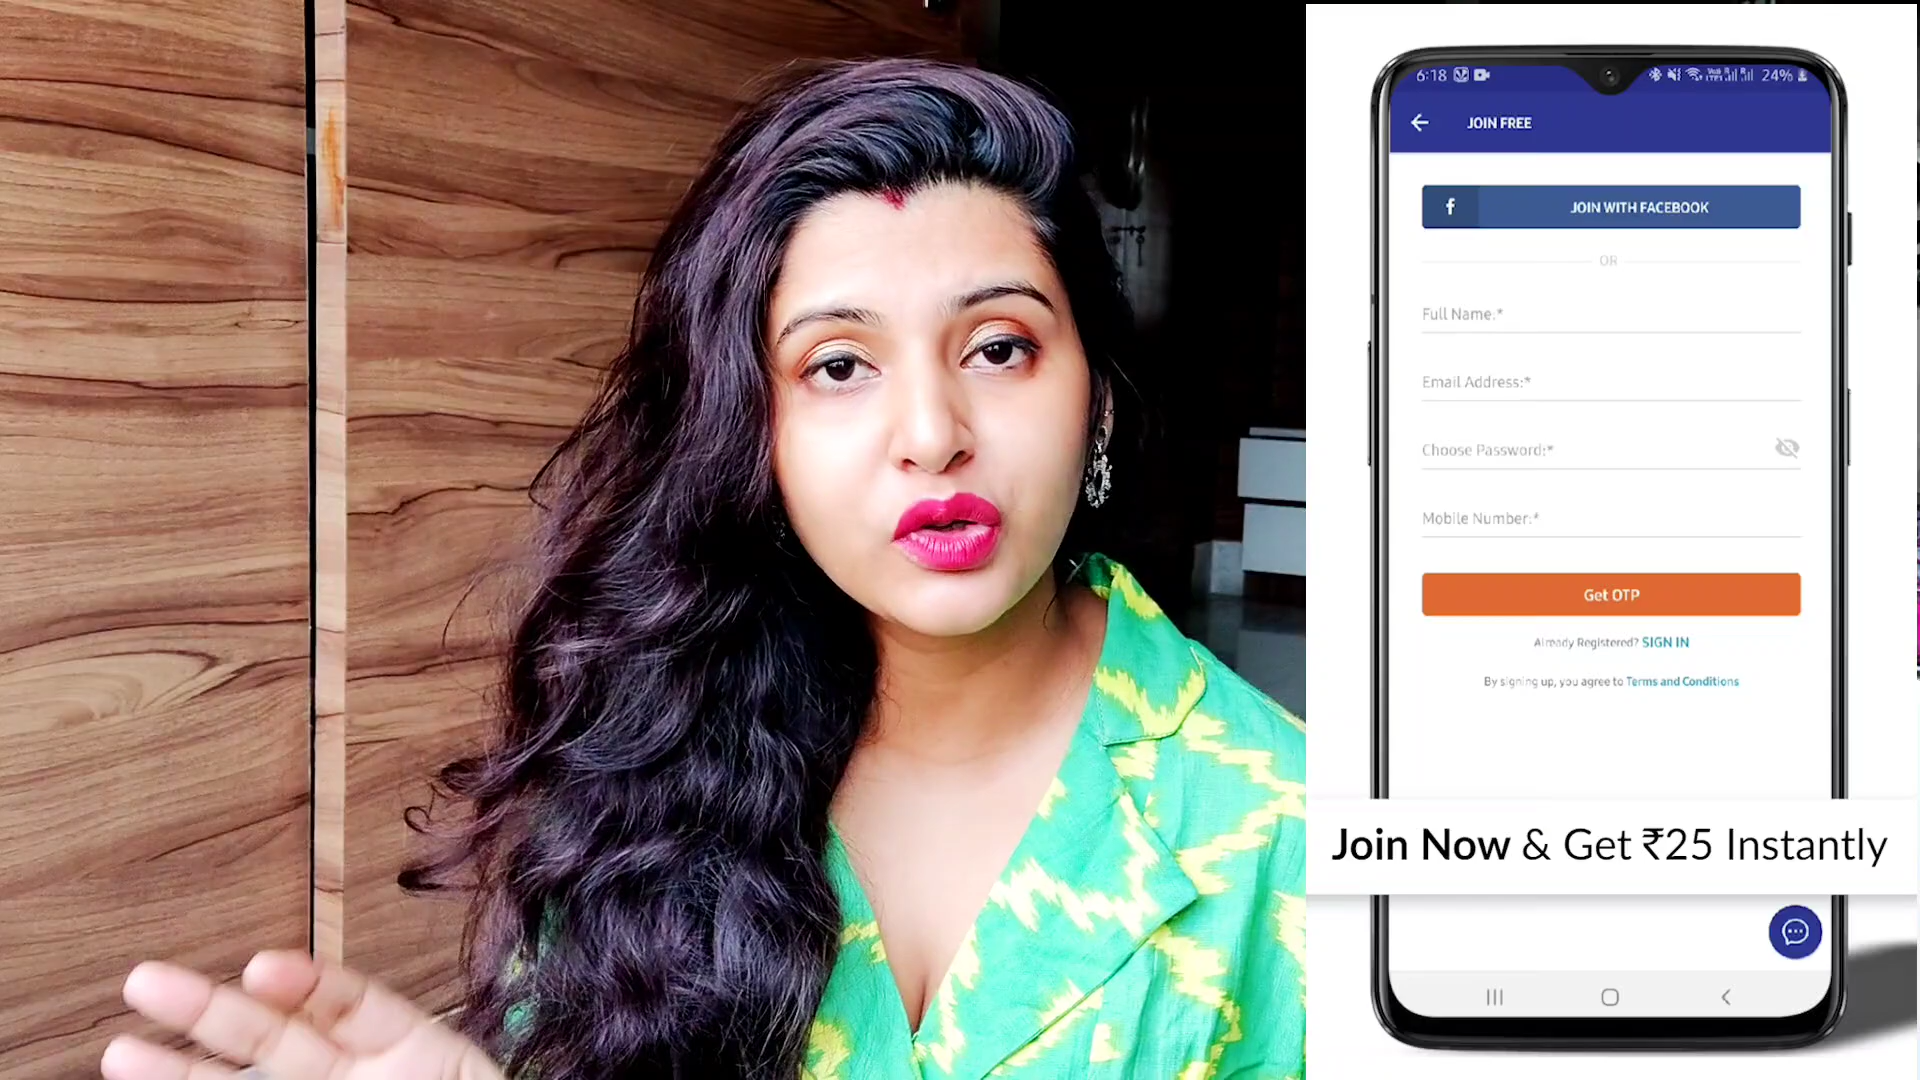 6:18
24%
JOIN FREE
f
JOIN WITH FACEBOOK
OR
Full Name:*
Email Address:*
Choose Password:*
Mobile Number:*
Get OTP
Already Registered? SIGN IN
By signing up, you agree to Terms and Conditions
Join Now & Get ₹25 Instantly